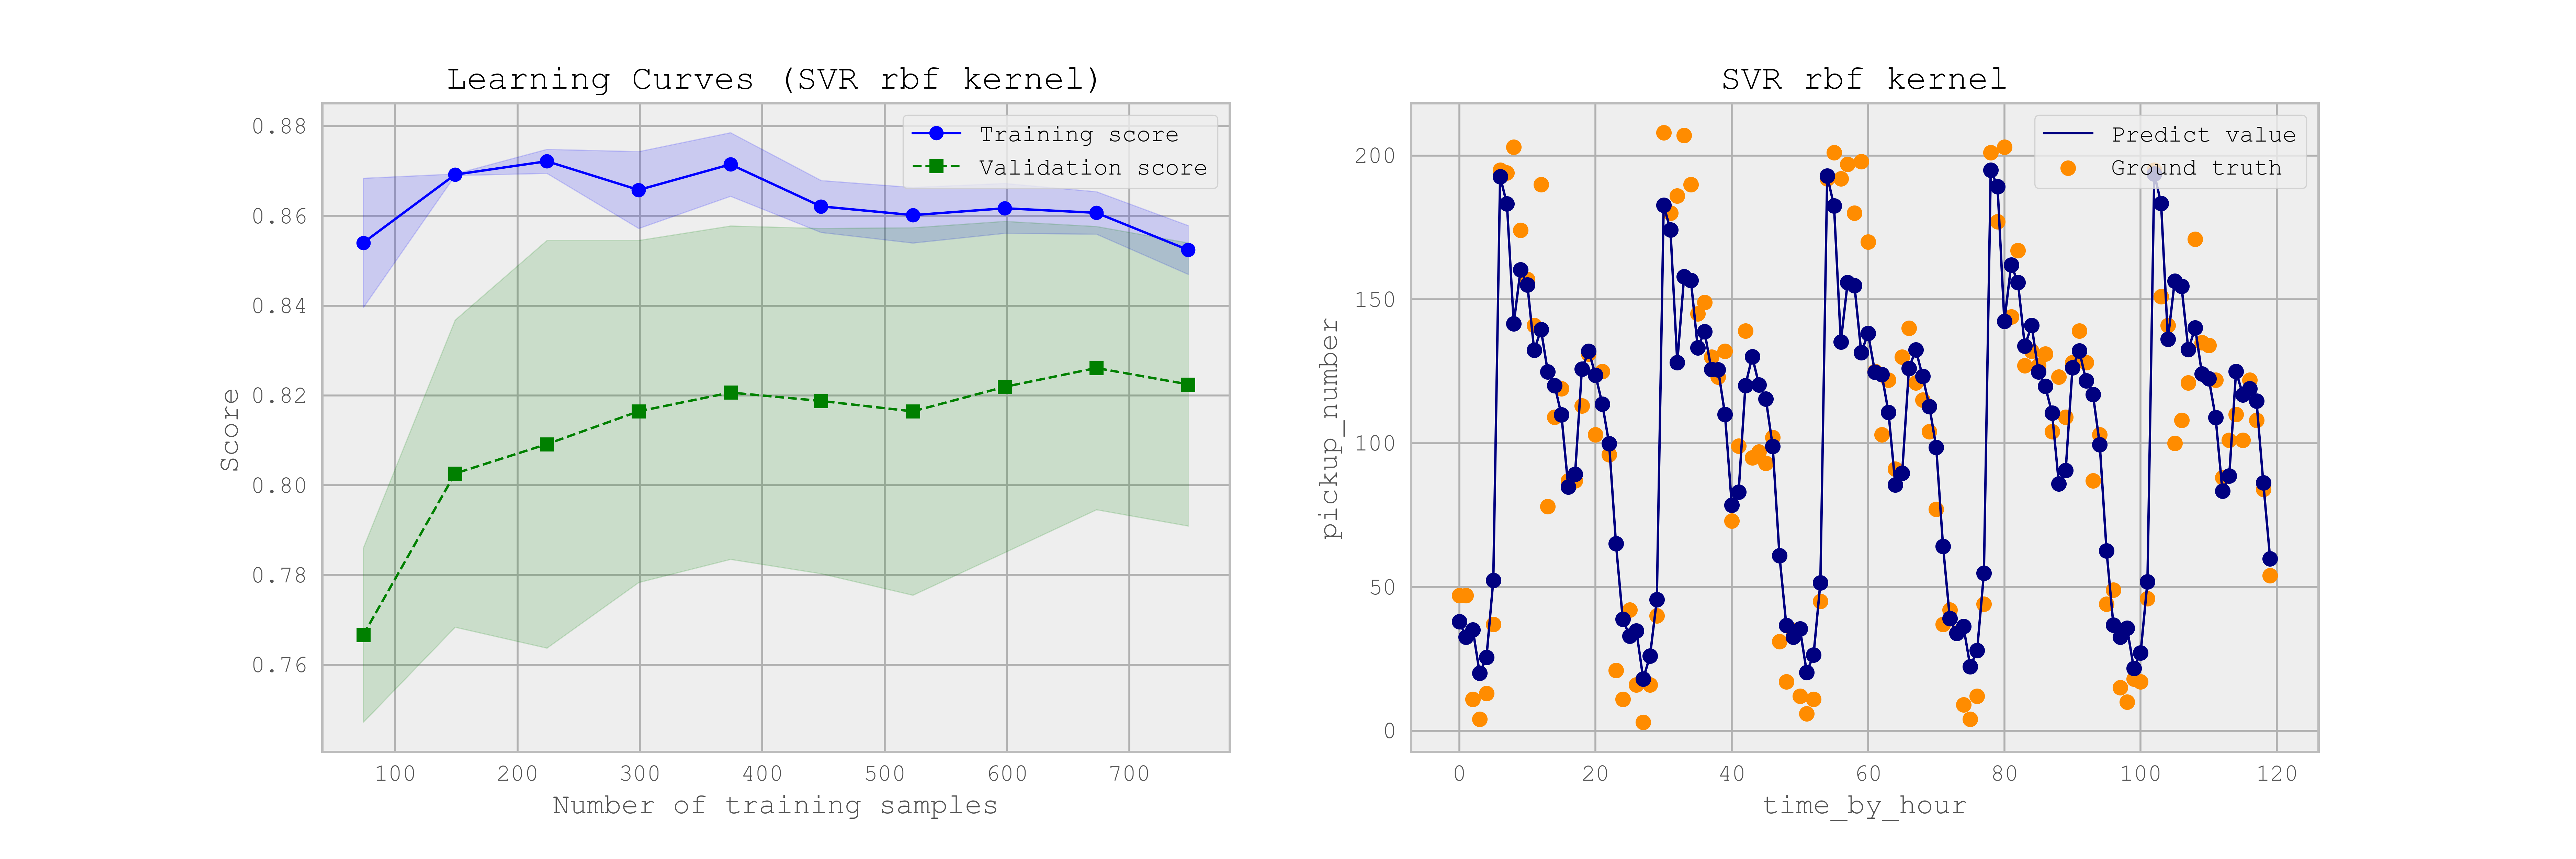 Learning Curves (SVR rbf kernel)
Training score
Validation score
0.88
0.86
0.84
0.82
0.80
0.78
0.76
Score
100 200 300 400 500 600 700
Number of training samples
SVR rbf kernel
Predict value
Ground truth
200
150
100
50
0
pickup_number
0 20 40 60 80 100 120
time_by_hour